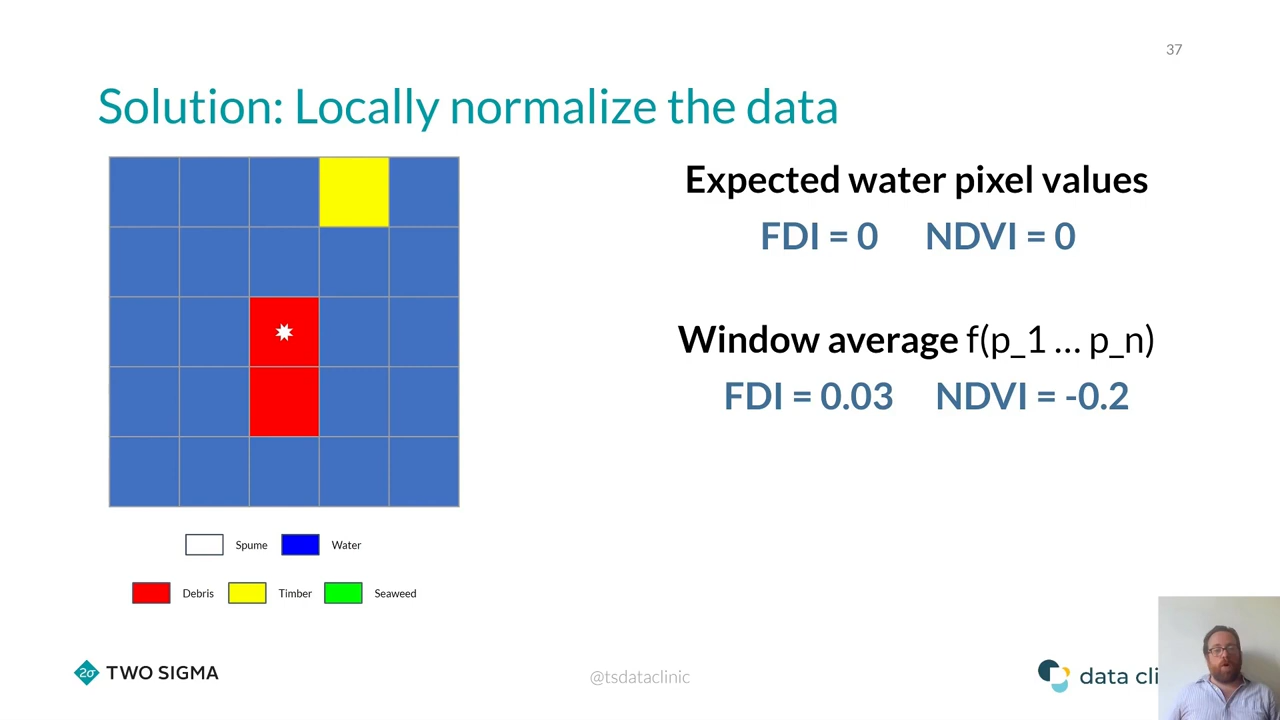 37
Solution: Locally normalize the data
Expected water pixel values
FDI = 0 NDVI = 0
Window average f(p_1 ... p_n)
FDI = 0.03 NDVI = -0.2
Spume Water
Debris Timber Seaweed
2σ TWO SIGMA
@tsdataclinic
data cli